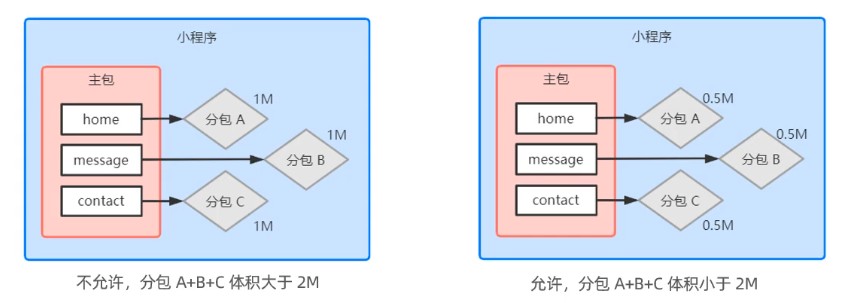 小程序
主包
home
分包 A
1M
message
分包 B
1M
contact
分包 C
1M
不允许，分包 A+B+C 体积大于 2M
小程序
主包
home
分包 A
0.5M
message
分包 B
0.5M
contact
分包 C
0.5M
允许，分包 A+B+C 体积小于 2M